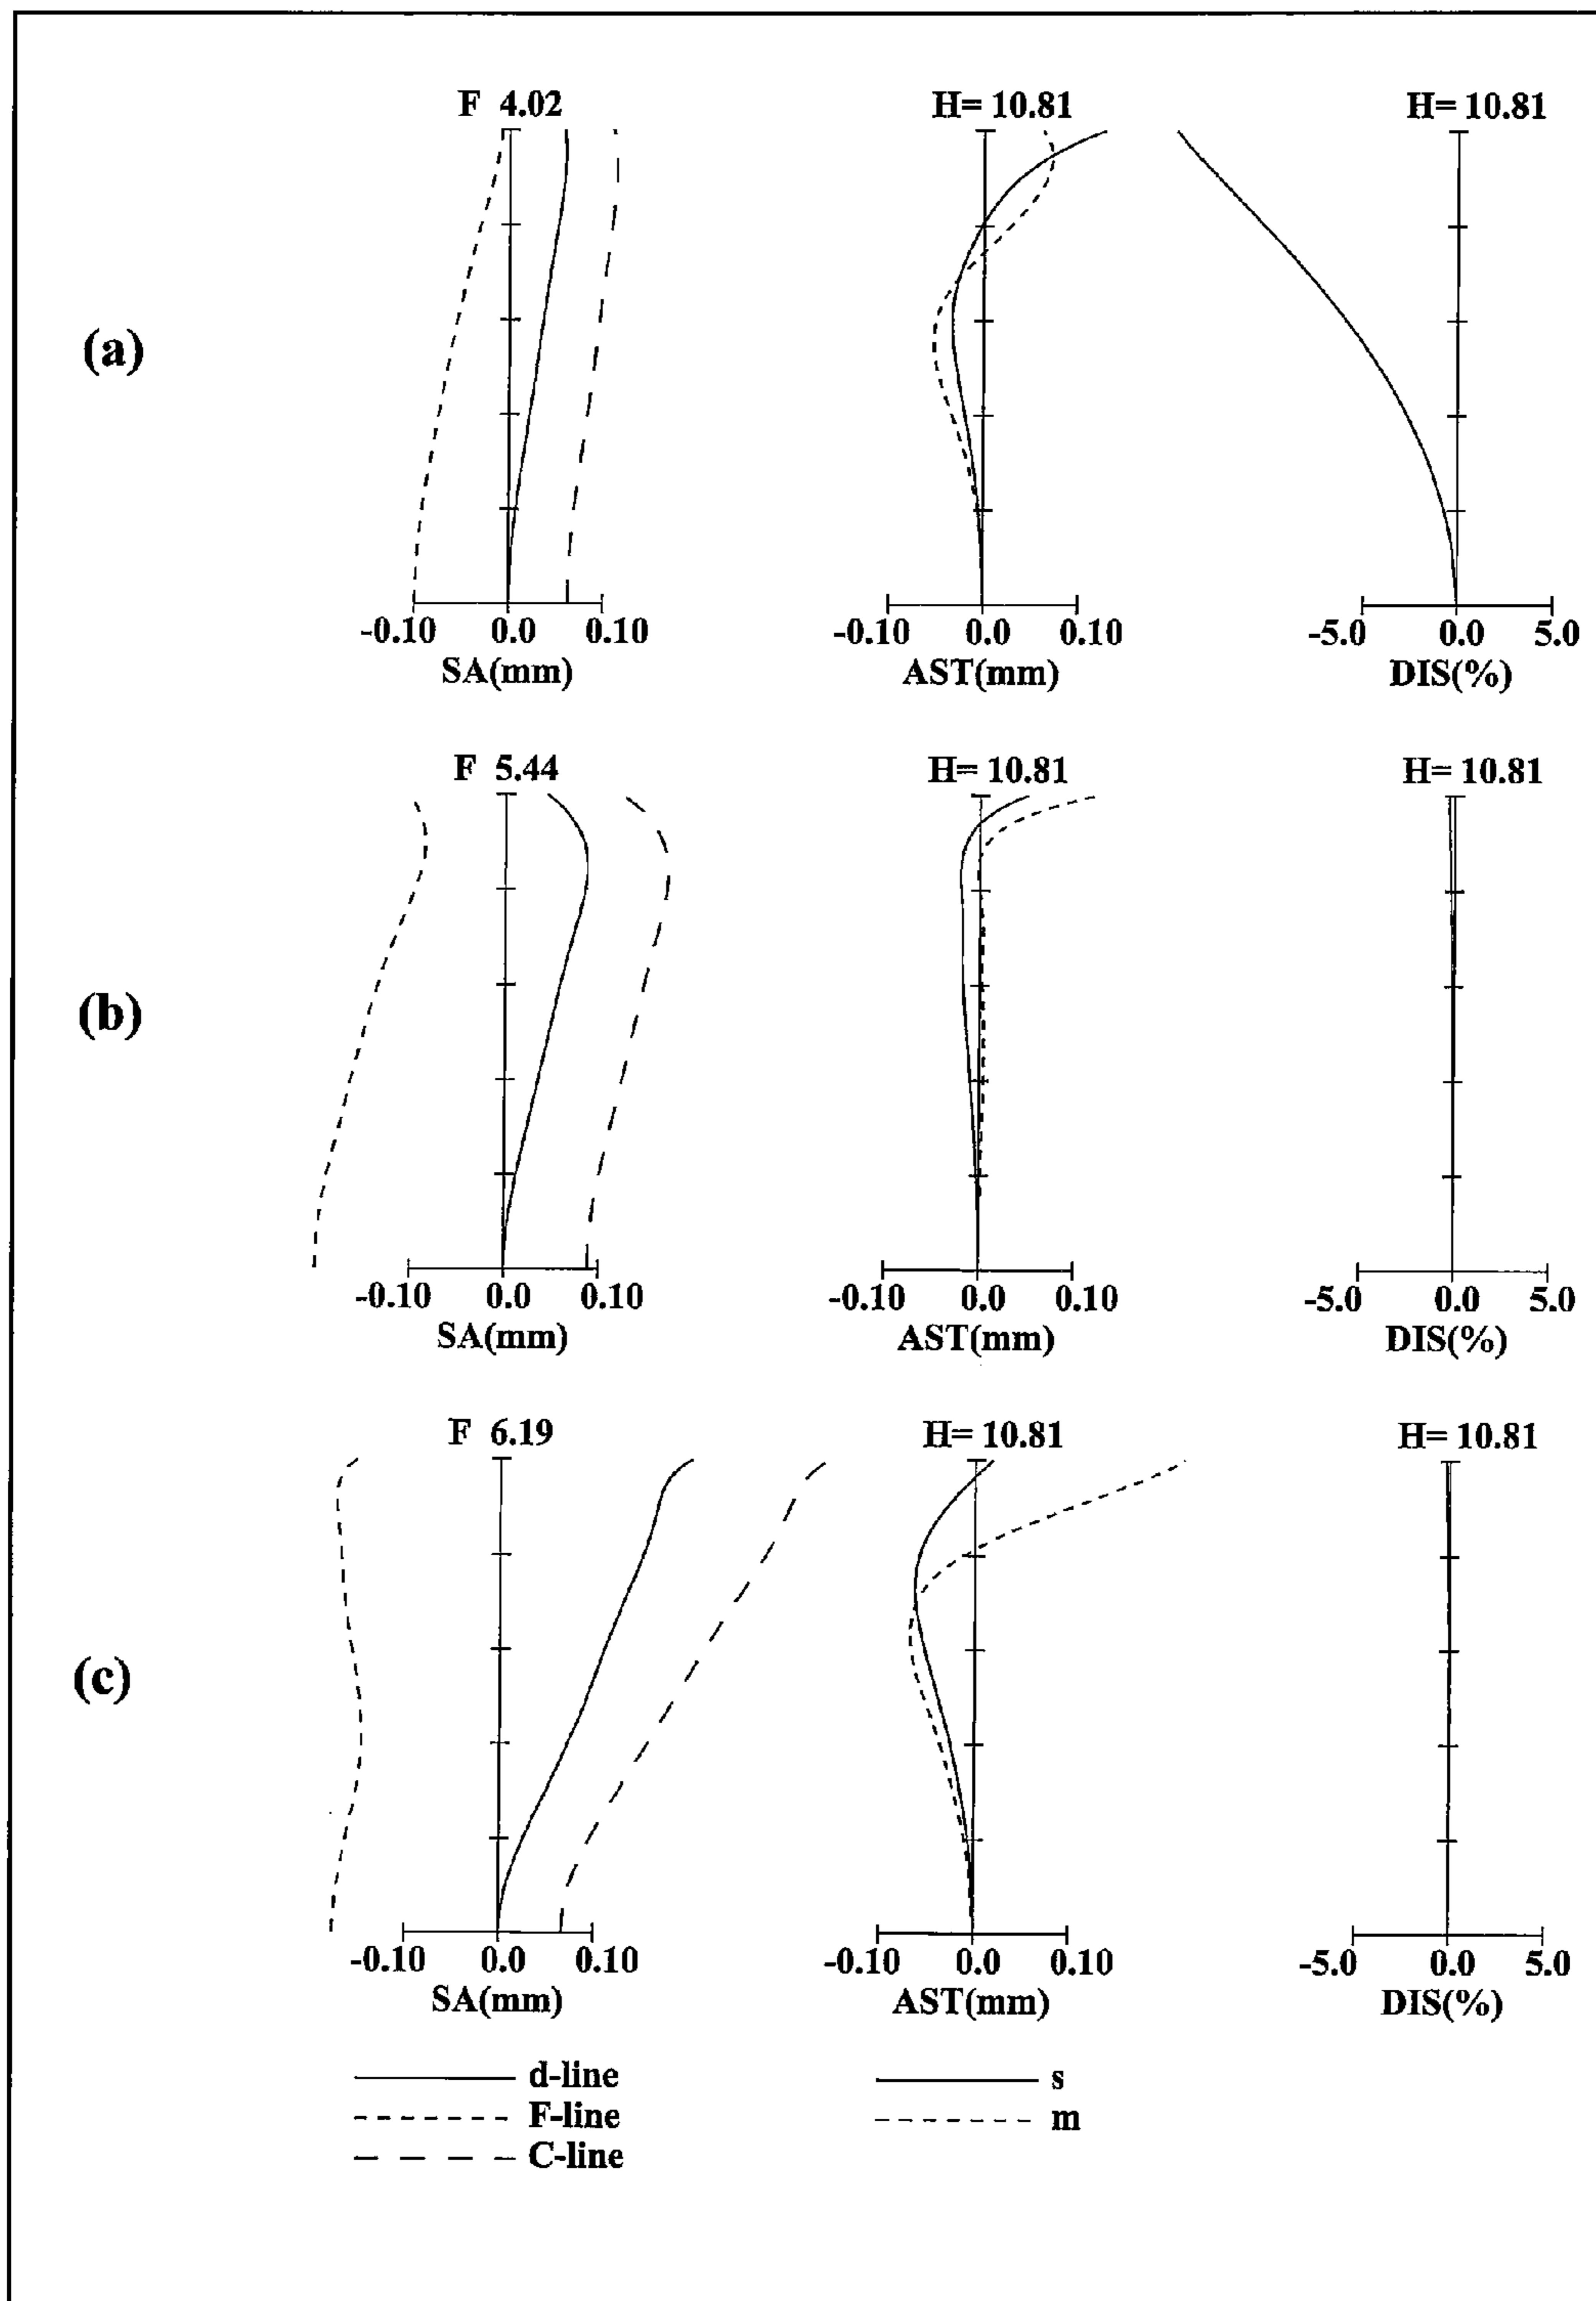 F 4.02 H= 10.81 H= 10.81
(a)
-0.10 0.0 0.10 -0.10 0.0 0.10 -5.0 0.0 5.0
SA(mm) AST(mm) DIS(%)
F 5.44 H= 10.81 H= 10.81
(b)
-0.10 0.0 0.10 -0.10 0.0 0.10 -5.0 0.0 5.0
SA(mm) AST(mm) DIS(%)
F 6.19 H= 10.81 H= 10.81
(c)
-0.10 0.0 0.10 -0.10 0.0 0.10 -5.0 0.0 5.0
SA(mm) AST(mm) DIS(%)
d-line s
F-line m
C-line